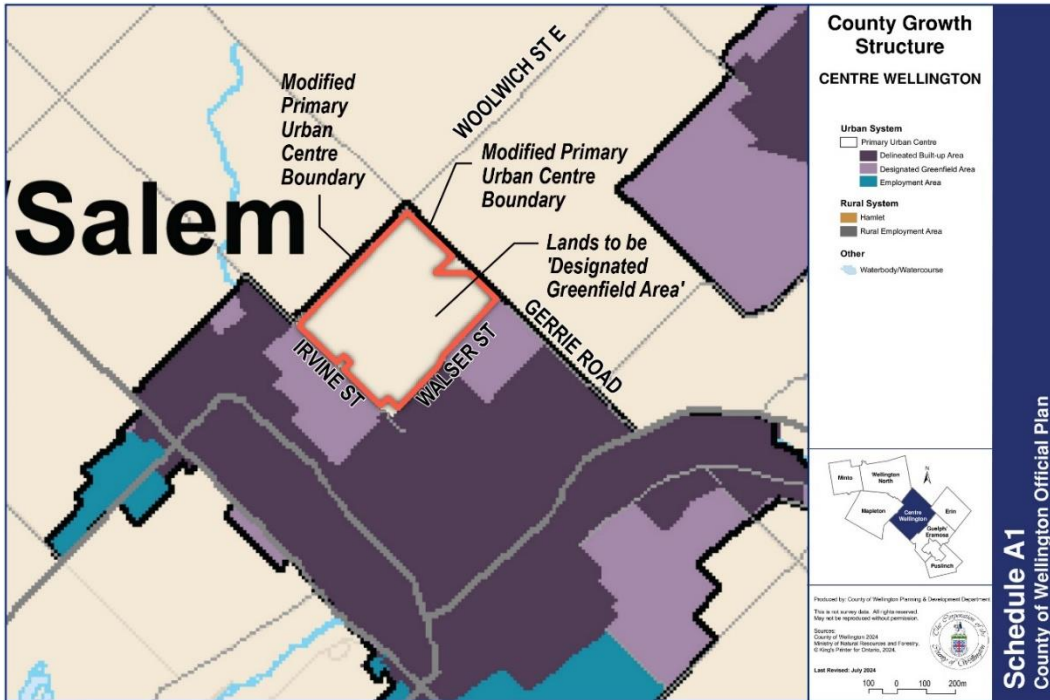 Modified
Primary
Urban
Centre
Boundary
WOOLWICH ST E
Modified Primary
Urban Centre
Boundary
'Salem
Lands to be
'Designated
Greenfield Area'
GERRIE ROAD
IRVINE ST
WALSER ST
County Growth
Structure
CENTRE WELLINGTON
Urban System
Primary Urban Centre
Delineated Built-up Area
Designated Greenfield Area
Employment Area
Rural System
Hamlet
Rural Employment Area
Other
Waterbody/Watercourse
Minto
Wellington
North
N
Mapleton
Centre
Wellington
Erin
Guelph/
Eramosa
Puslinch
Produced by: County of Wellington Planning & Development Department
This is not survey data. All rights reserved.
May not be reproduced without permission.
Sources:
County of Wellington 2024
Ministry of Natural Resources and Forestry,
© King's Printer for Ontario, 2024.
Last Revised: July 2024
100 0 100 200m
Schedule A1
County of Wellington Official Plan